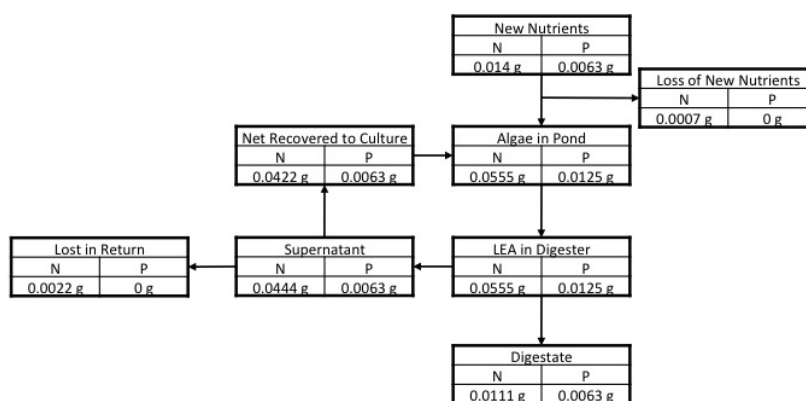 New Nutrients
N P
0.014 g 0.0063 g
Loss of New Nutrients
N P
0.0007 g 0 g
Net Recovered to Culture
N P
0.0422 g 0.0063 g
Algae in Pond
N P
0.0555 g 0.0125 g
Lost in Return
N P
0.0022 g 0 g
Supernatant
N P
0.0444 g 0.0063 g
LEA in Digester
N P
0.0555 g 0.0125 g
Digestate
N P
0.0111 g 0.0063 g